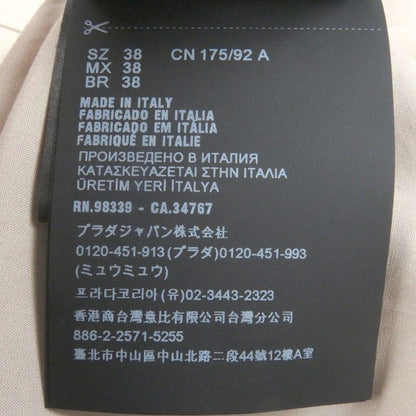 SZ 38 CN 175/92 A
MX 38
BR 38
MADE IN ITALY
FABRICADO EN ITALIA
FABRICADO EM ITÁLIA
FABRIQUÉ EN ITALIE
ПРОИЗВЕДЕНО В ИТАЛИЯ
ΚΑΤΑΣΚΕΥΑΖΕΤΑΙ ΣΤΗΝ ΙΤΑΛΙΑ
ÜRETİM YERİ İTALYA
RN.98339 - CA.34767
プラダジャパン株式会社
0120-451-913(プラダ)0120-451-993
(ミュウミュウ)
프라다코리아(유)02-3443-2323
香港商台灣意比有限公司台灣分公司
886-2-2571-5255
臺北市中山區中山北路二段44號12樓A室